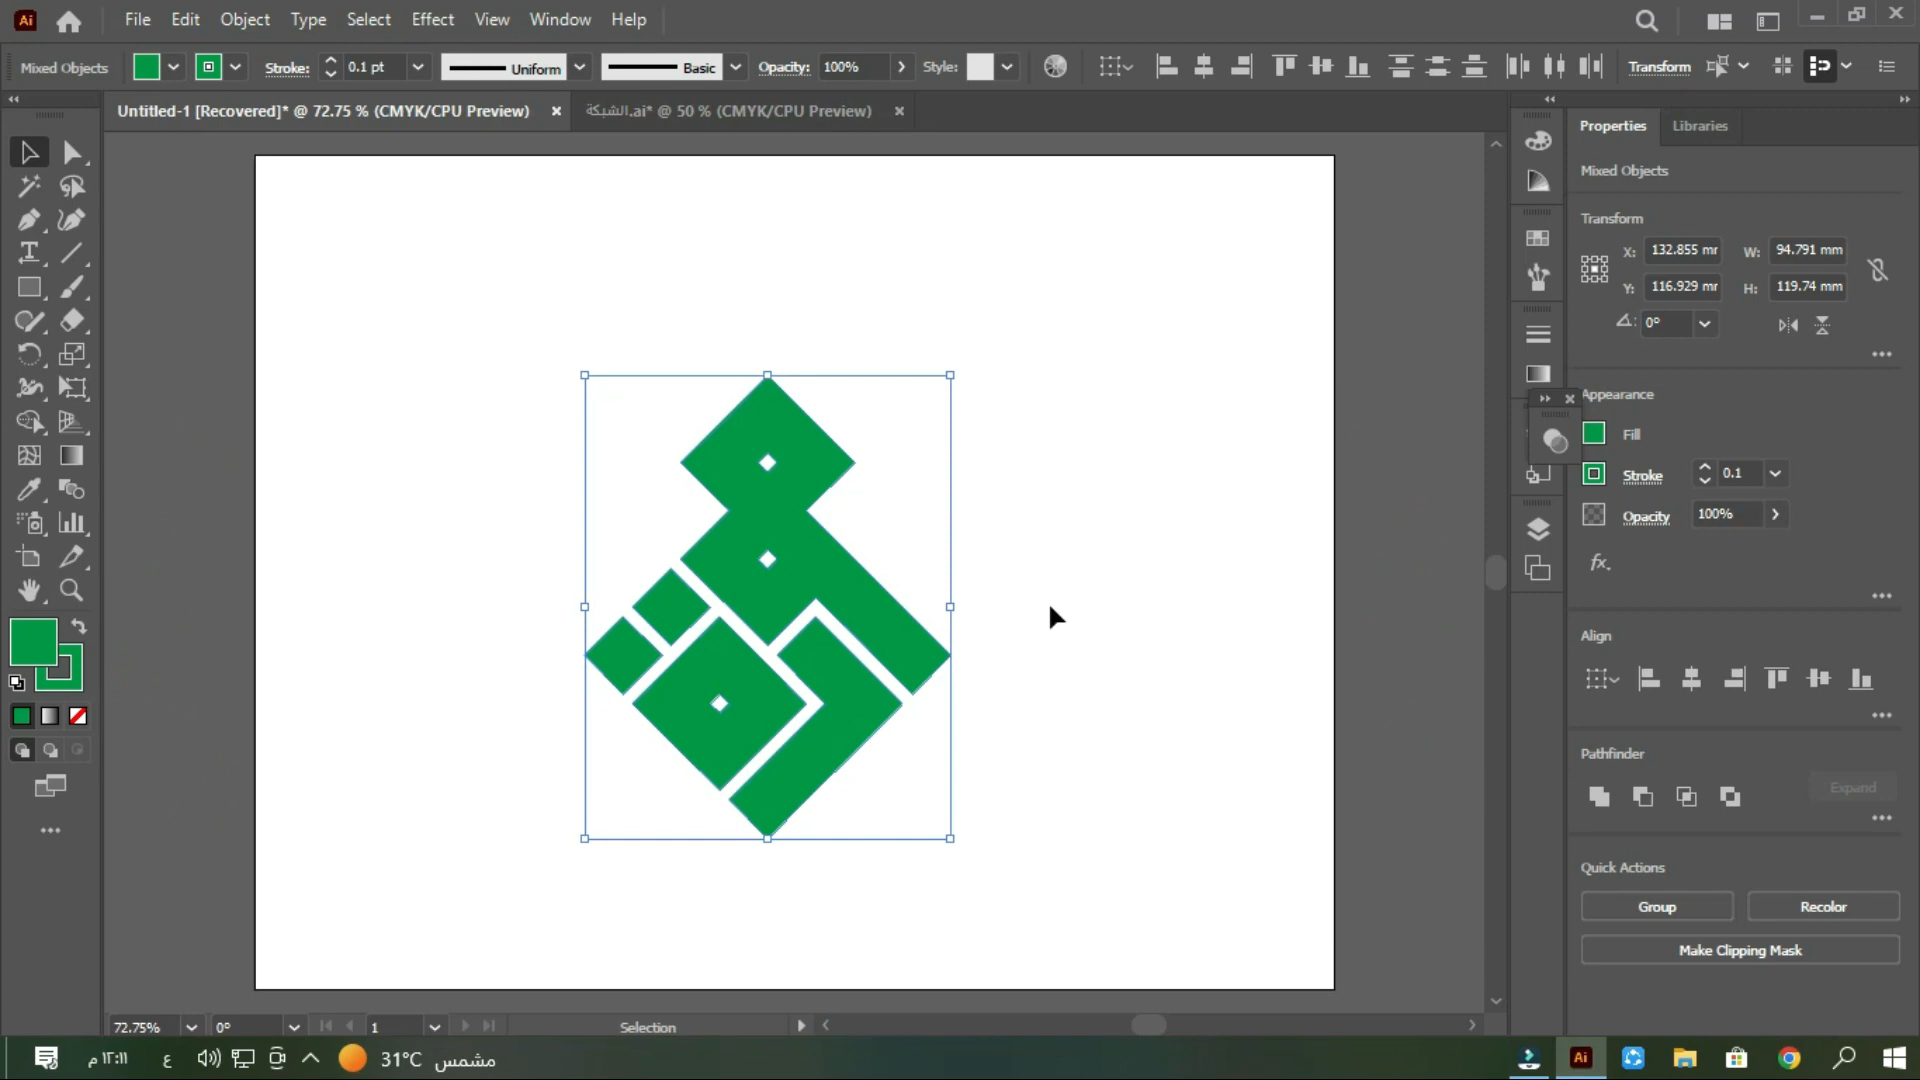 Ai File Edit Object Type Select Effect View Window Help
Mixed Objects Stroke: 0.1 pt Uniform Basic Opacity: 100% Style: Transform
Untitled-1 [Recovered]* @ 72.75 % (CMYK/CPU Preview)
الشبكة.ai* @ 50 % (CMYK/CPU Preview)
Properties Libraries
Mixed Objects
Transform
X: 132.855 mr W: 94.791 mm
Y: 116.929 mr H: 119.74 mm
0°
Appearance
Fill
Stroke 0.1
Opacity 100%
fx.
Align
Pathfinder
Expand
Quick Actions
Group Recolor
Make Clipping Mask
72.75% 0° 1 Selection
١٢:١١ م ع 31°C مشمس Ai